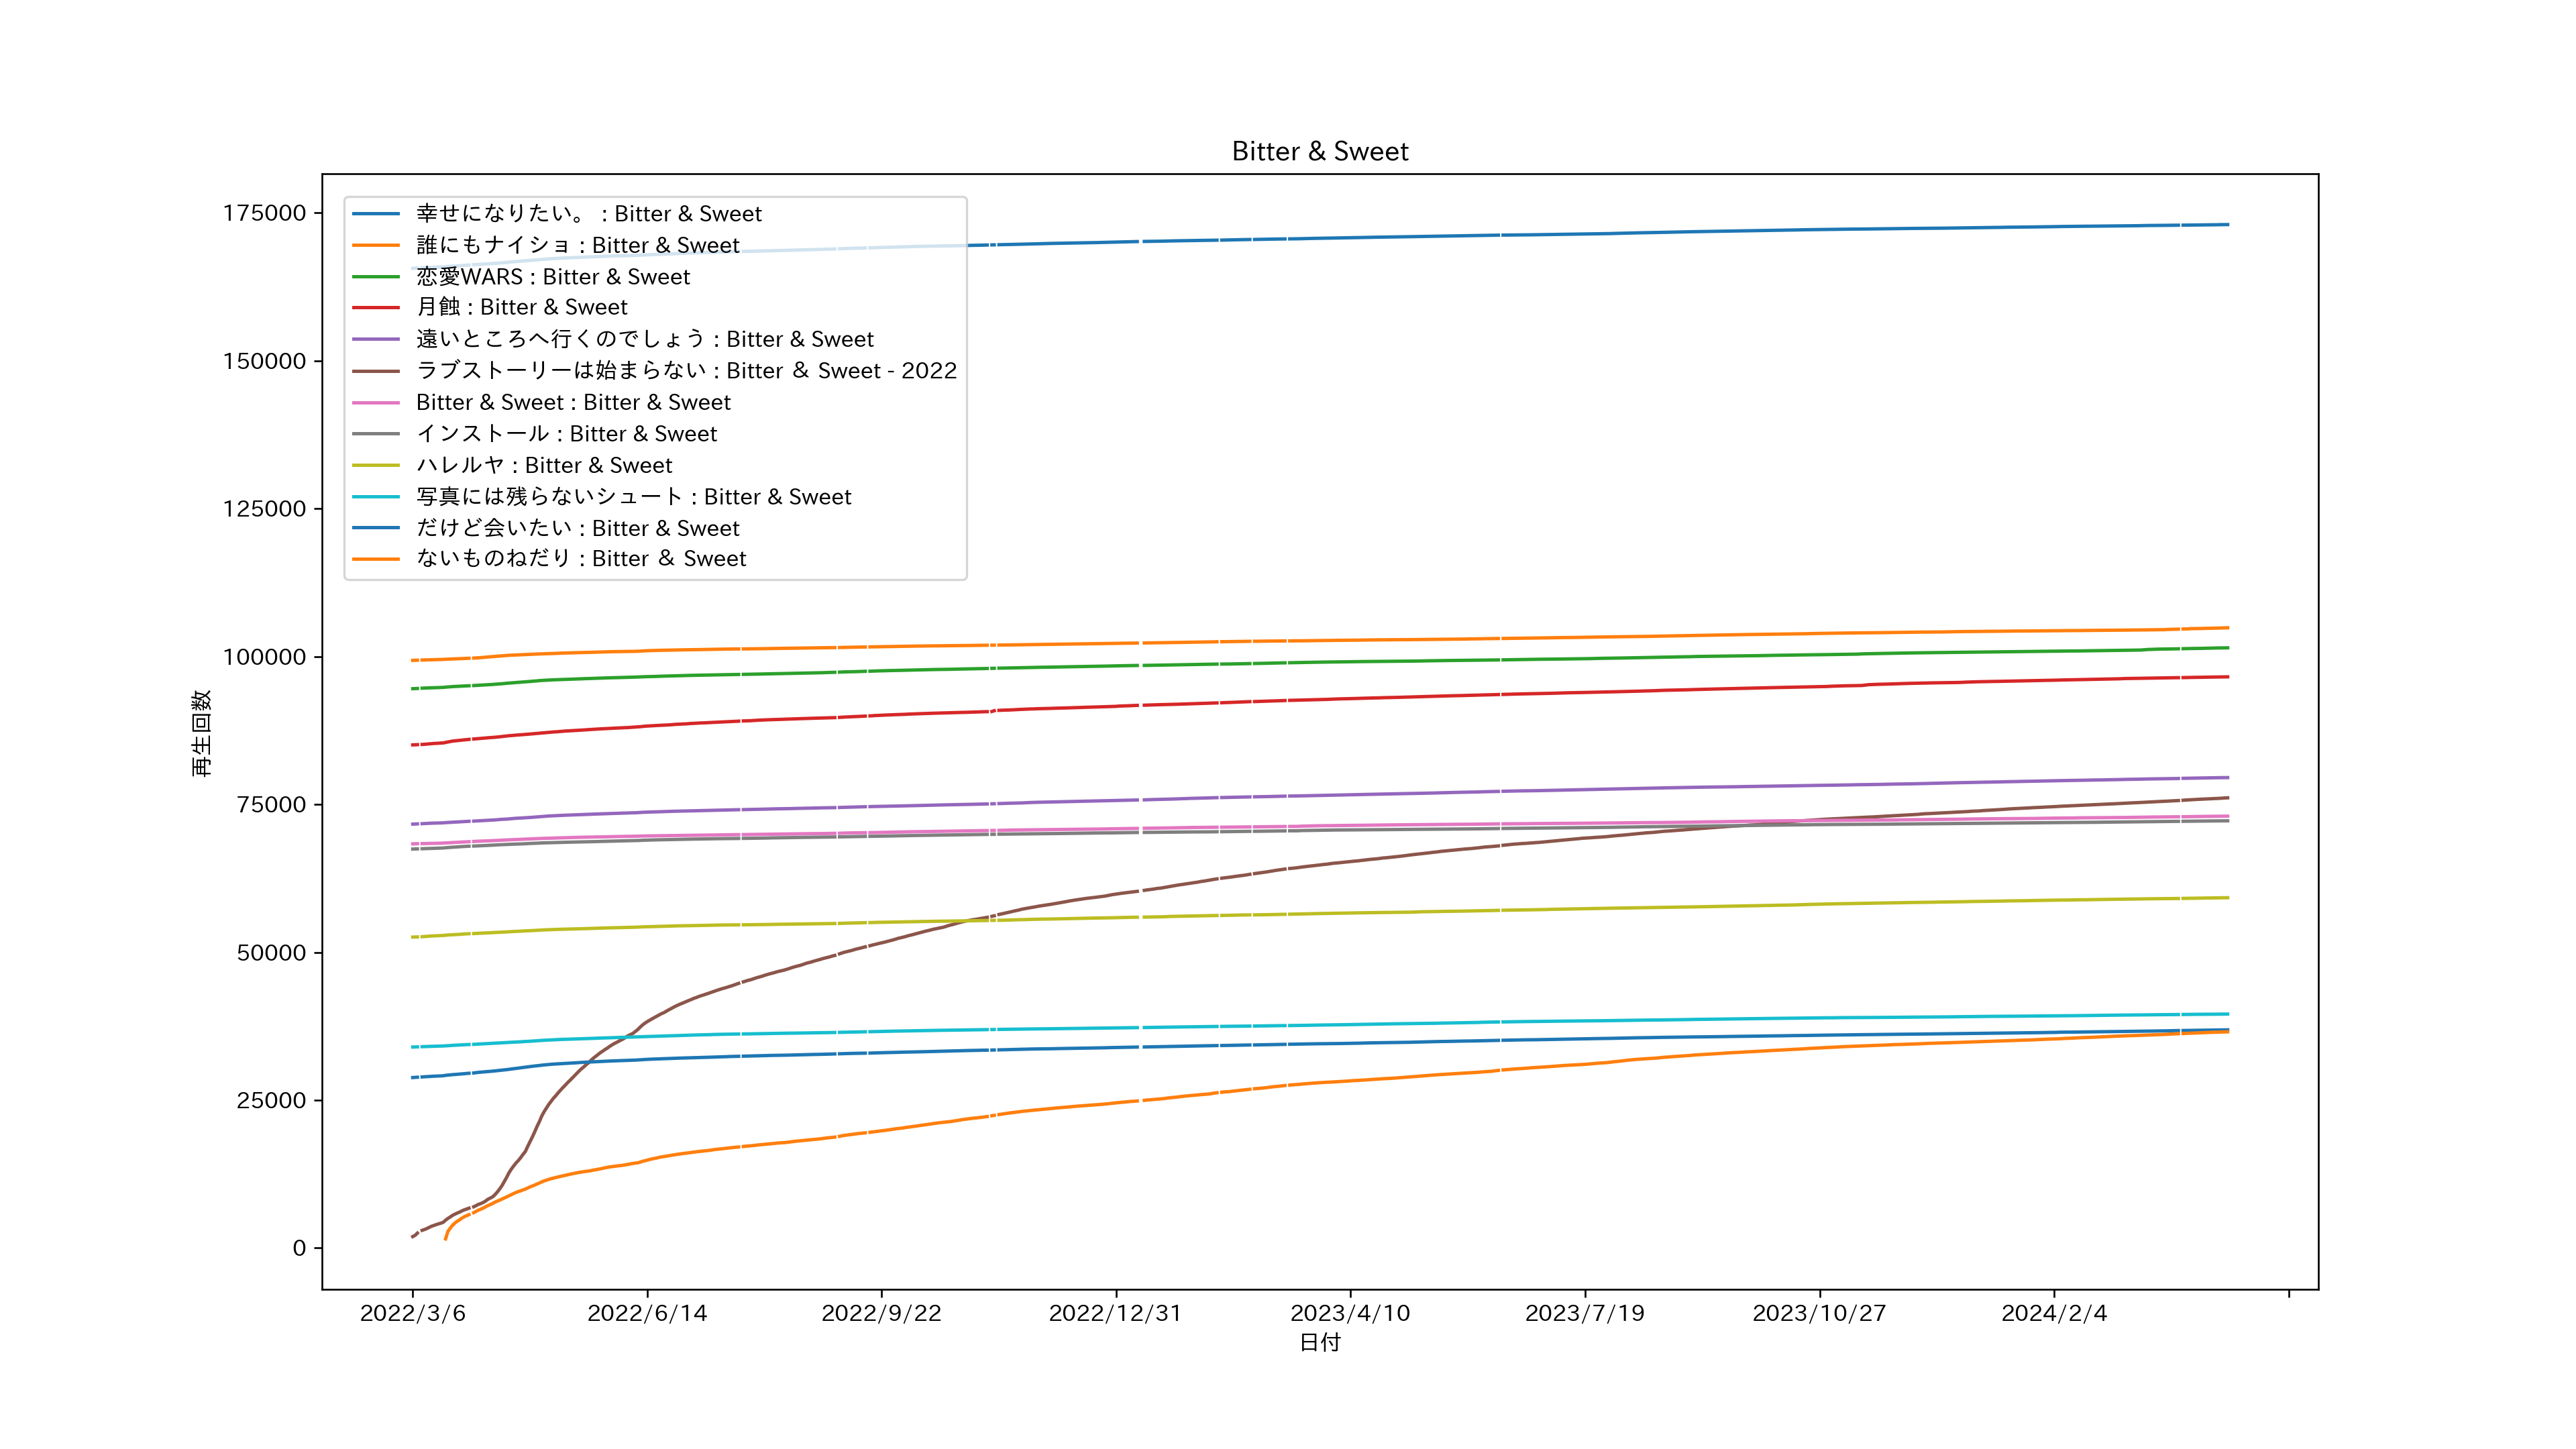 Bitter & Sweet
175000
150000
125000
100000
75000
50000
25000
0
再生回数
幸せになりたい。 : Bitter & Sweet
誰にもナイショ : Bitter & Sweet
恋愛WARS : Bitter & Sweet
月蝕 : Bitter & Sweet
遠いところへ行くのでしょう : Bitter & Sweet
ラブストーリーは始まらない : Bitter ＆ Sweet - 2022
Bitter & Sweet : Bitter & Sweet
インストール : Bitter & Sweet
ハレルヤ : Bitter & Sweet
写真には残らないシュート : Bitter & Sweet
だけど会いたい : Bitter & Sweet
ないものねだり : Bitter ＆ Sweet
2022/3/6 2022/6/14 2022/9/22 2022/12/31 2023/4/10 2023/7/19 2023/10/27 2024/2/4
日付